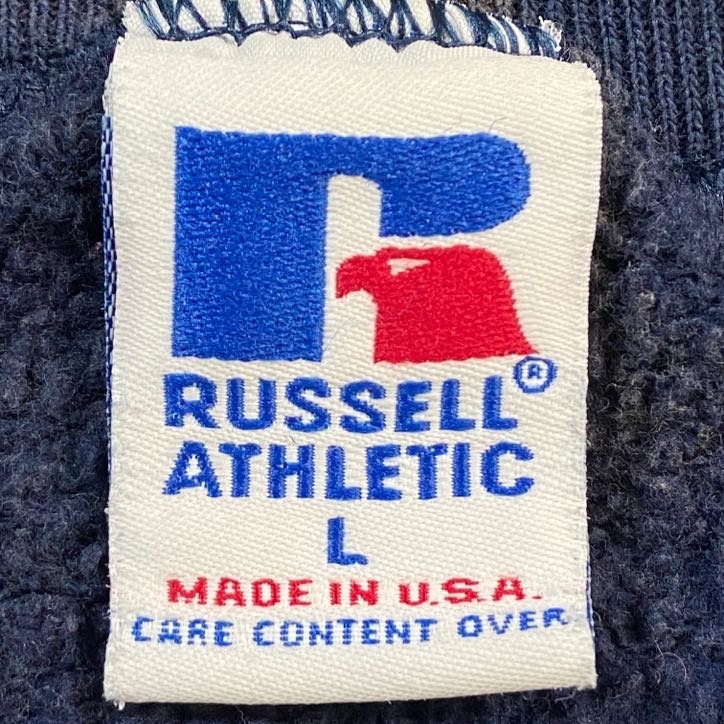 RUSSELL®
ATHLETIC
L
MADE IN U.S.A.
CARE CONTENT OVER